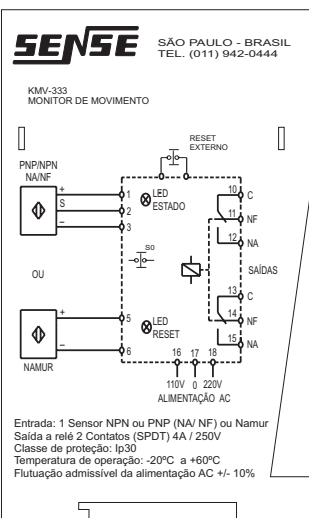 SENSE
SÃO PAULO - BRASIL
TEL. (011) 942-0444
KMV-333
MONITOR DE MOVIMENTO
RESET
EXTERNO
PNP/NPN
NA/NF
+
S
–
1
2
3
LED
ESTADO
S0
10
C
11
NF
12
NA
SAÍDAS
OU
13
C
14
NF
15
NA
+
–
5
6
LED
RESET
NAMUR
16 17 18
110V 0 220V
ALIMENTAÇÃO AC
Entrada: 1 Sensor NPN ou PNP (NA/ NF) ou Namur
Saída a relé 2 Contatos (SPDT) 4A / 250V
Classe de proteção: Ip30
Temperatura de operação: -20ºC a +60ºC
Flutuação admissível da alimentação AC +/- 10%